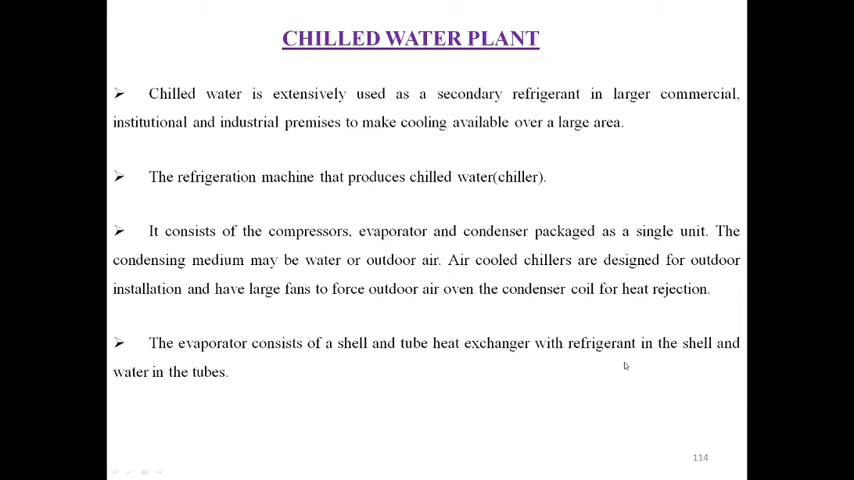 CHILLED WATER PLANT
➢ Chilled water is extensively used as a secondary refrigerant in larger commercial,
institutional and industrial premises to make cooling available over a large area.
➢ The refrigeration machine that produces chilled water(chiller).
➢ It consists of the compressors, evaporator and condenser packaged as a single unit. The
condensing medium may be water or outdoor air. Air cooled chillers are designed for outdoor
installation and have large fans to force outdoor air oven the condenser coil for heat rejection.
➢ The evaporator consists of a shell and tube heat exchanger with refrigerant in the shell and
water in the tubes.
114